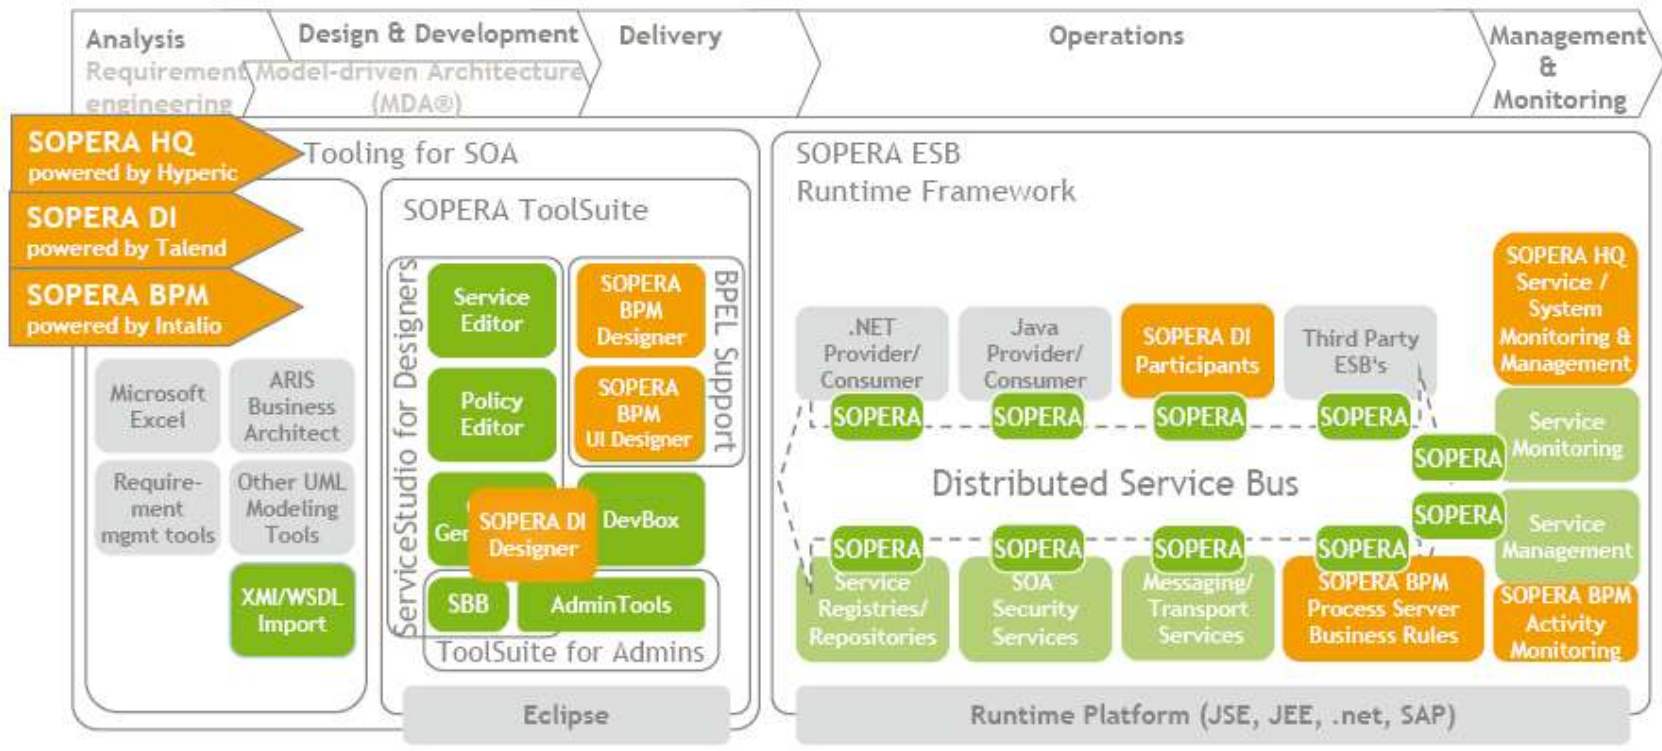 Analysis
Requirement
engineering
Design & Development
Model-driven Architecture
(MDA®)
Delivery
Operations
Management
&
Monitoring
SOPERA HQ
powered by Hyperic
SOPERA DI
powered by Talend
SOPERA BPM
powered by Intalio
Tooling for SOA
Microsoft
Excel
ARIS
Business
Architect
Require-
ment
mgmt tools
Other UML
Modeling
Tools
XMI/WSDL
Import
SOPERA ToolSuite
ServiceStudio for Designers
Service
Editor
Policy
Editor
Ger
SOPERA DI
Designer
SOPERA
BPM
Designer
SOPERA
BPM
UI Designer
BPEL Support
DevBox
SBB
AdminTools
ToolSuite for Admins
Eclipse
SOPERA ESB
Runtime Framework
.NET
Provider/
Consumer
SOPERA
Java
Provider/
Consumer
SOPERA
SOPERA DI
Participants
SOPERA
Third Party
ESB's
SOPERA
Distributed Service Bus
SOPERA
Service
Registries/
Repositories
SOPERA
SOA
Security
Services
SOPERA
Messaging/
Transport
Services
SOPERA
SOPERA BPM
Process Server
Business Rules
SOPERA HQ
Service /
System
Monitoring &
Management
SOPERA
Service
Monitoring
SOPERA
Service
Management
SOPERA BPM
Activity
Monitoring
Runtime Platform (JSE, JEE, .net, SAP)